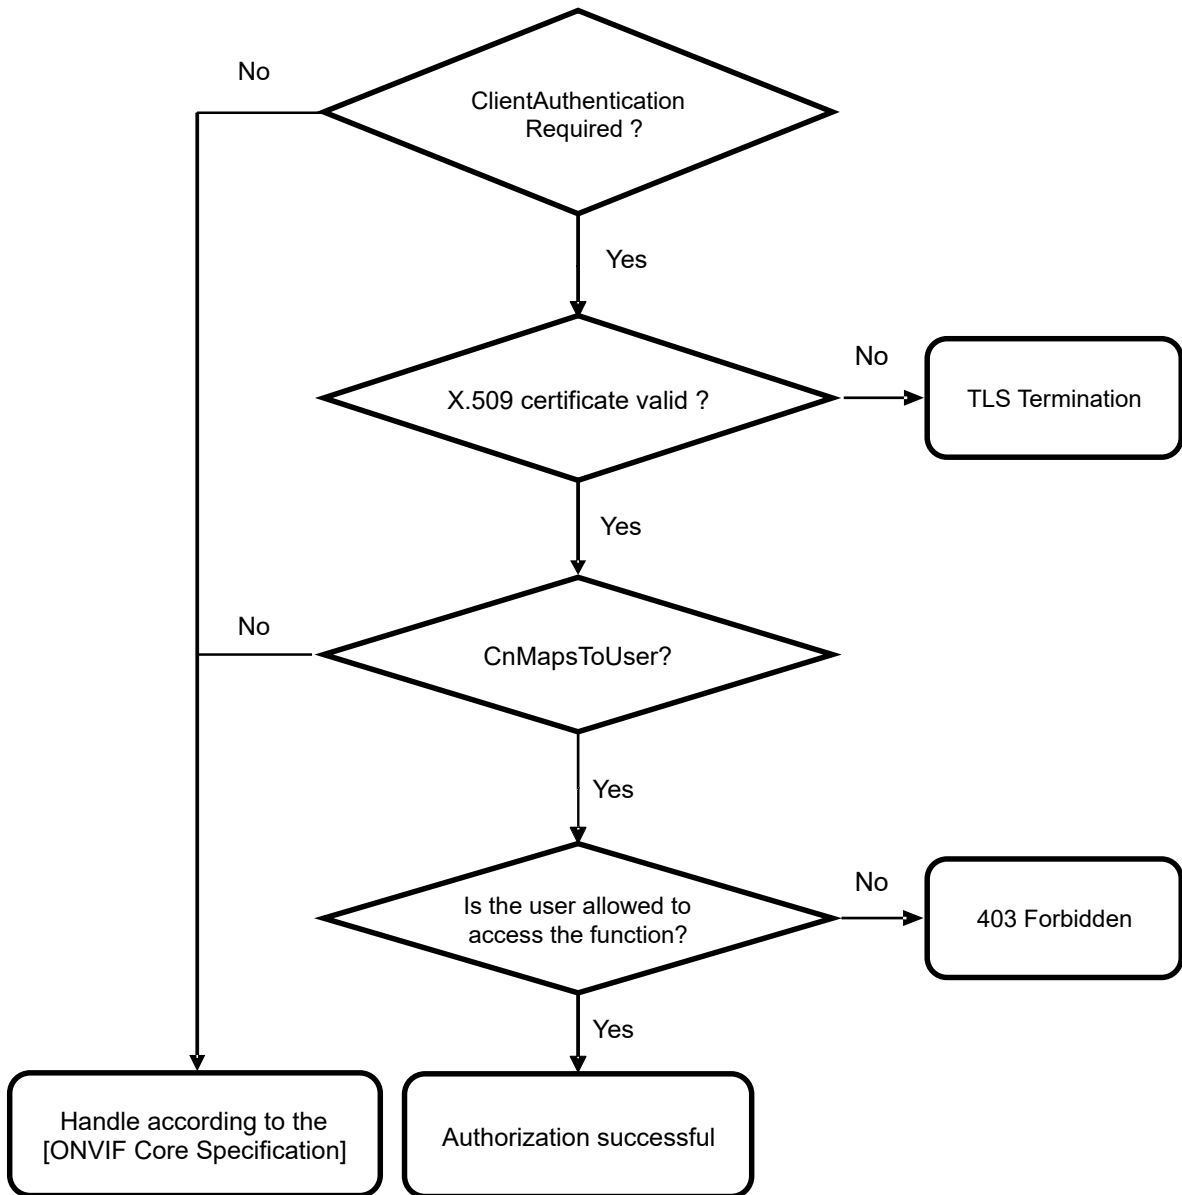 No
ClientAuthentication
Required ?
Yes
No
X.509 certificate valid ?
TLS Termination
Yes
No
CnMapsToUser?
Yes
No
Is the user allowed to
access the function?
403 Forbidden
Yes
Handle according to the
[ONVIF Core Specification]
Authorization successful